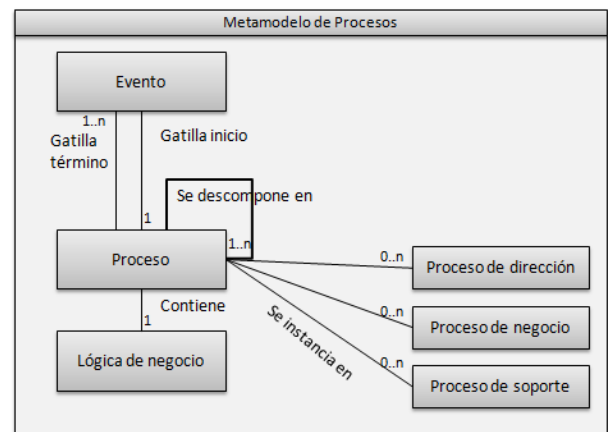 Metamodelo de Procesos
Evento
1..n
Gatilla
término
Gatilla inicio
Se descompone en
1
1..n
Proceso
0..n
Proceso de dirección
Contiene
1
Se instancia en
0..n
Proceso de negocio
Lógica de negocio
0..n
Proceso de soporte